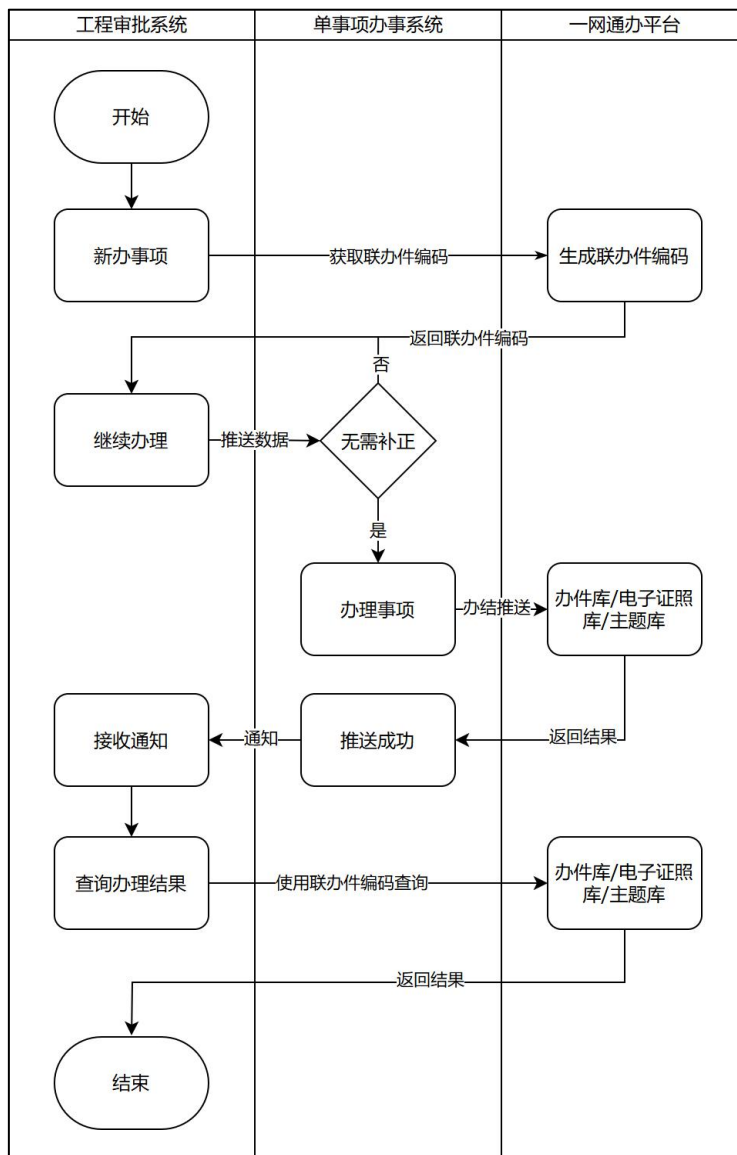 工程审批系统
单事项办事系统
一网通办平台
开始
新办事项
获取联办件编码
生成联办件编码
返回联办件编码
否
继续办理
推送数据
无需补正
是
办理事项
办结推送
办件库/电子证照
库/主题库
返回结果
推送成功
通知
接收通知
查询办理结果
使用联办件编码查询
办件库/电子证照
库/主题库
返回结果
结束